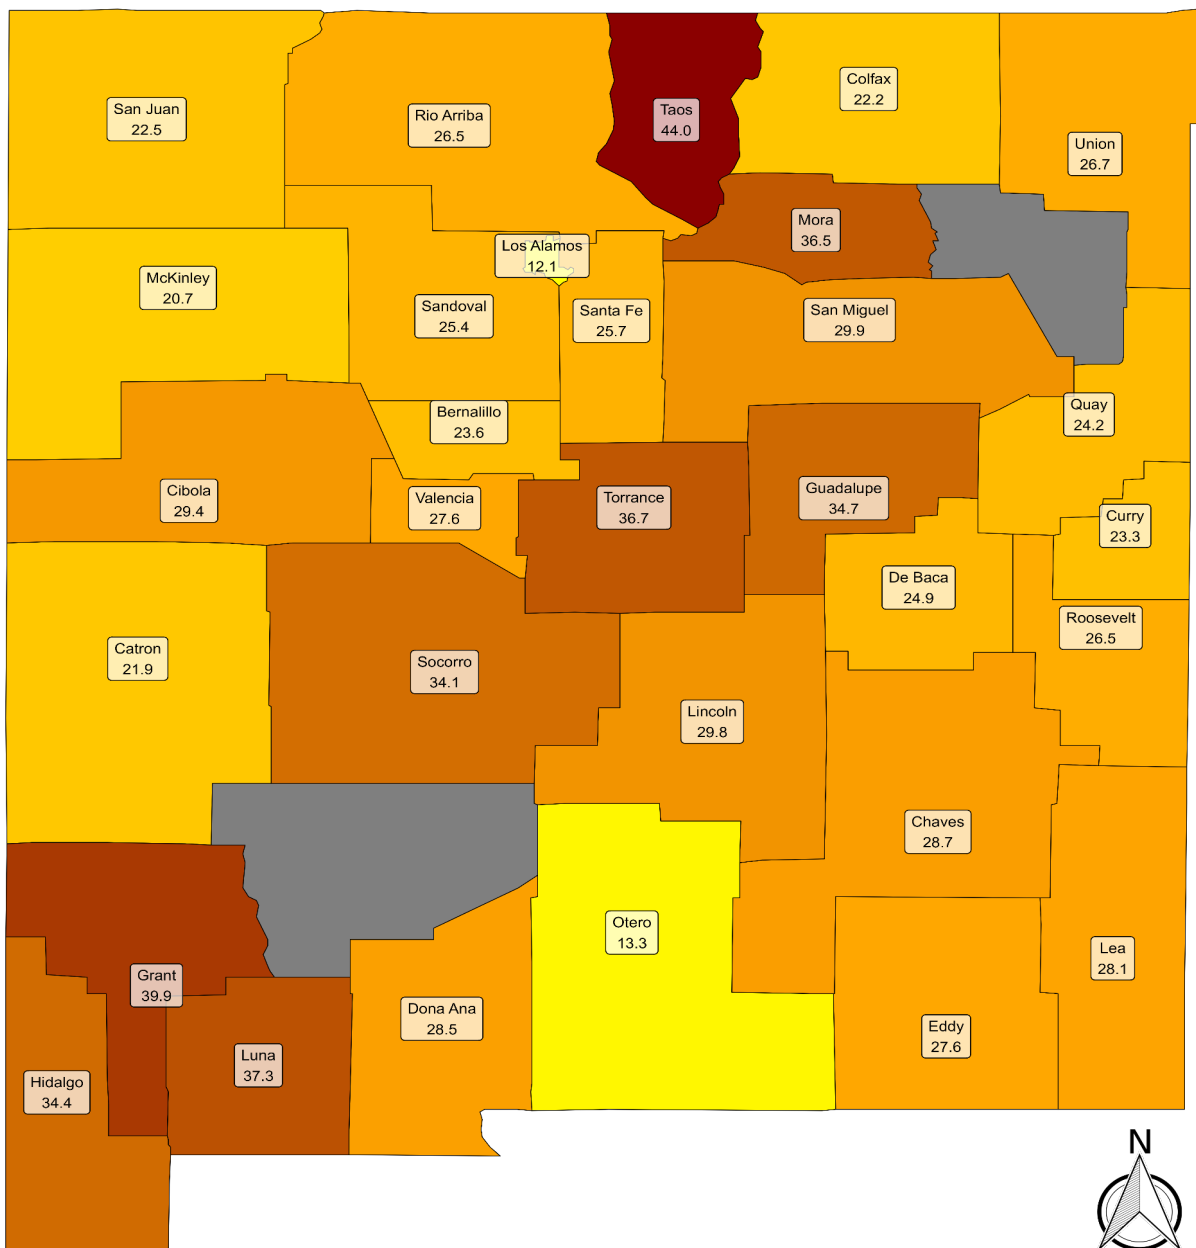 San Juan
22.5
Rio Arriba
26.5
Taos
44.0
Colfax
22.2
Union
26.7
Mora
36.5
Los Alamos
12.1
McKinley
20.7
Sandoval
25.4
Santa Fe
25.7
San Miguel
29.9
Bernalillo
23.6
Quay
24.2
Cibola
29.4
Valencia
27.6
Torrance
36.7
Guadalupe
34.7
Curry
23.3
De Baca
24.9
Roosevelt
26.5
Catron
21.9
Socorro
34.1
Lincoln
29.8
Chaves
28.7
Otero
13.3
Lea
28.1
Grant
39.9
Dona Ana
28.5
Eddy
27.6
Luna
37.3
Hidalgo
34.4
N